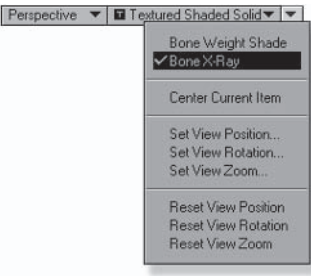 Perspective T Textured Shaded Solid
Bone Weight Shade
Bone X-Ray
Center Current Item
Set View Position...
Set View Rotation...
Set View Zoom...
Reset View Position
Reset View Rotation
Reset View Zoom